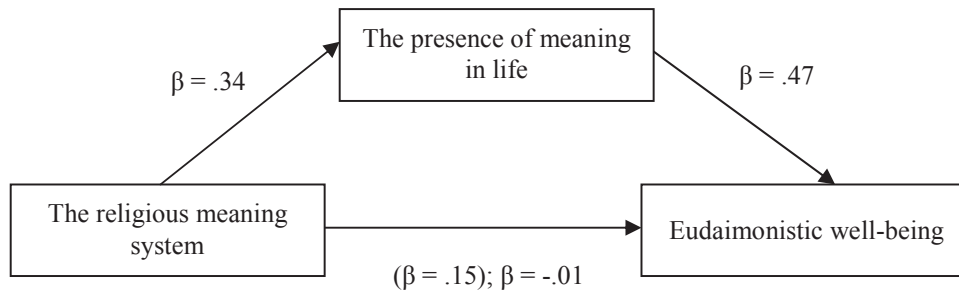 The presence of meaning
in life
β = .34
β = .47
The religious meaning
system
Eudaimonistic well-being
(β = .15); β = -.01